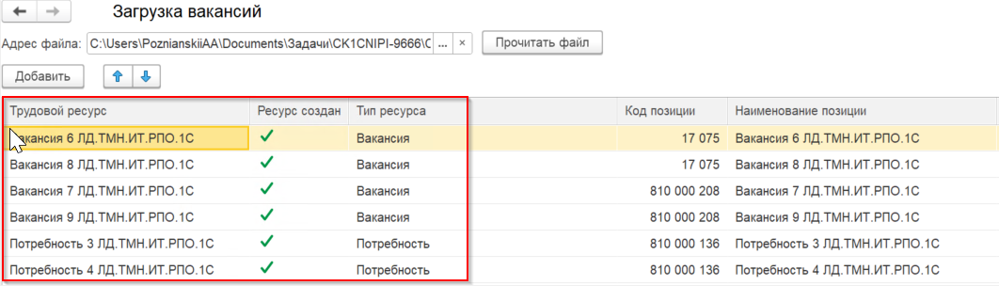 Загрузка вакансий
Адрес файла: C:\Users\PoznianskiiAA\Documents\Задачи\CK1CNIPI-9666\C ... × Прочитать файл
Добавить
Трудовой ресурс Ресурс создан Тип ресурса Код позиции Наименование позиции
Вакансия 6 ЛД.ТМН.ИТ.РПО.1С Вакансия 17 075 Вакансия 6 ЛД.ТМН.ИТ.РПО.1С
Вакансия 8 ЛД.ТМН.ИТ.РПО.1С Вакансия 17 075 Вакансия 8 ЛД.ТМН.ИТ.РПО.1С
Вакансия 7 ЛД.ТМН.ИТ.РПО.1С Вакансия 810 000 208 Вакансия 7 ЛД.ТМН.ИТ.РПО.1С
Вакансия 9 ЛД.ТМН.ИТ.РПО.1С Вакансия 810 000 208 Вакансия 9 ЛД.ТМН.ИТ.РПО.1С
Потребность 3 ЛД.ТМН.ИТ.РПО.1С Потребность 810 000 136 Потребность 3 ЛД.ТМН.ИТ.РПО.1С
Потребность 4 ЛД.ТМН.ИТ.РПО.1С Потребность 810 000 136 Потребность 4 ЛД.ТМН.ИТ.РПО.1С